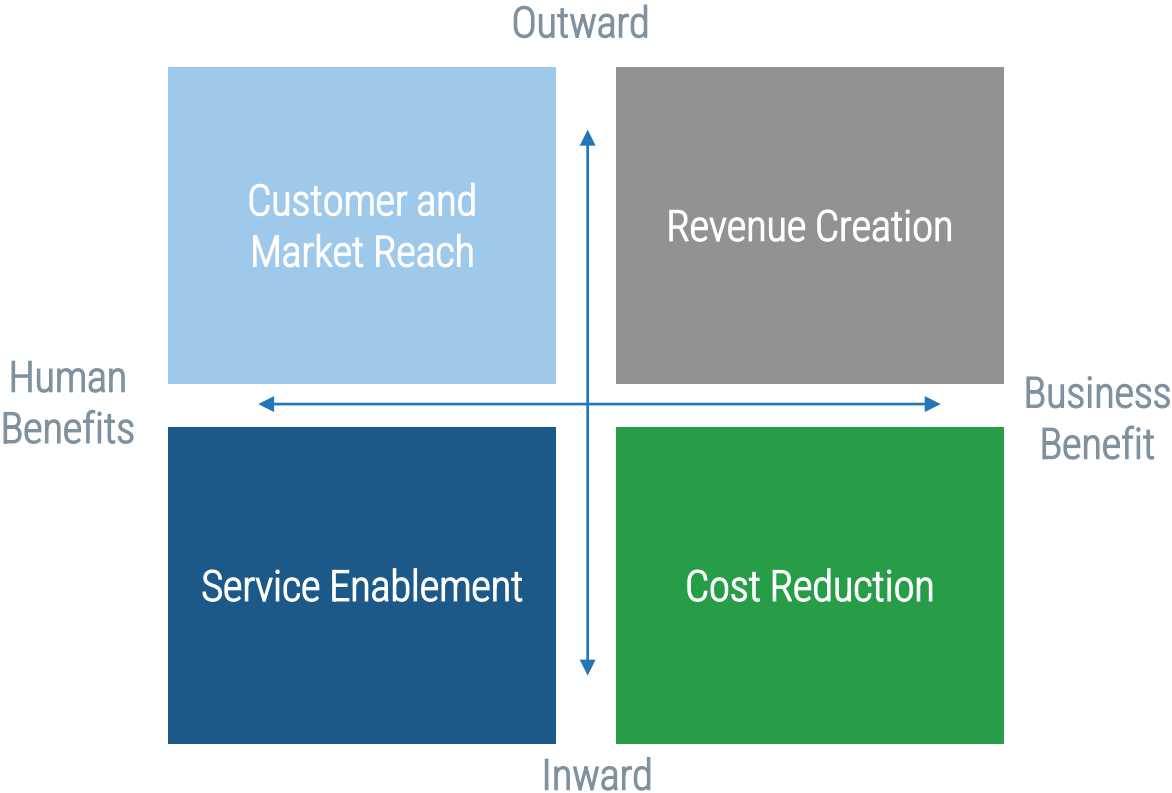 Outward
Customer and
Market Reach
Revenue Creation
Human
Benefits
Business
Benefit
Service Enablement
Cost Reduction
Inward